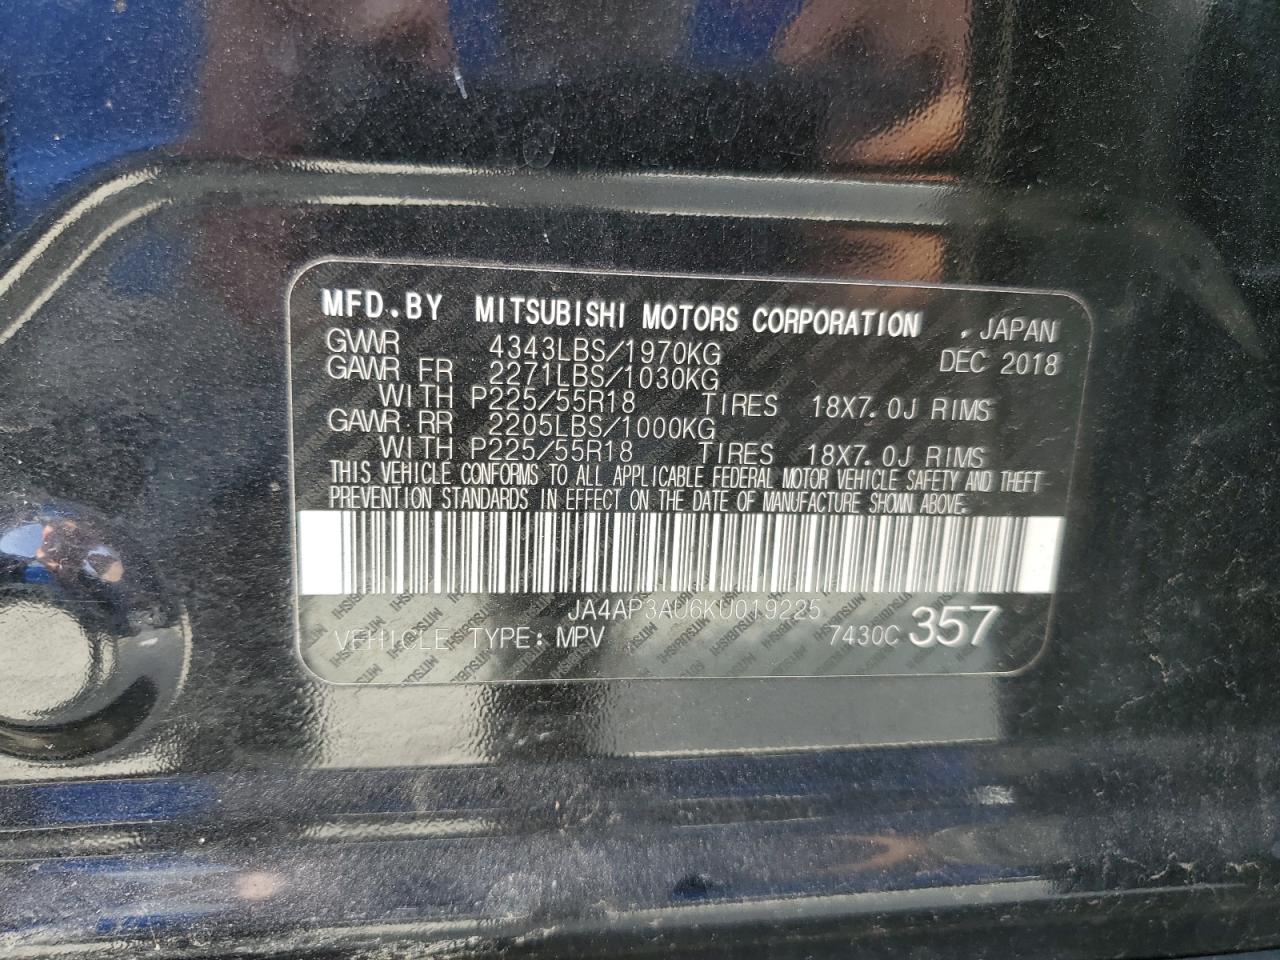 MFD.BY MITSUBISHI MOTORS CORPORATION , JAPAN
GVWR 4343LBS/1970KG DEC 2018
GAWR FR 2271LBS/1030KG
WITH P225/55R18 TIRES 18X7.0J RIMS
GAWR RR 2205LBS/1000KG
WITH P225/55R18 TIRES 18X7.0J RIMS
THIS VEHICLE CONFORMS TO ALL APPLICABLE FEDERAL MOTOR VEHICLE SAFETY AND THEFT
PREVENTION STANDARDS IN EFFECT ON THE DATE OF MANUFACTURE SHOWN ABOVE.
JA4AP3AU6KU019225
VEHICLE TYPE: MPV 7430C 357